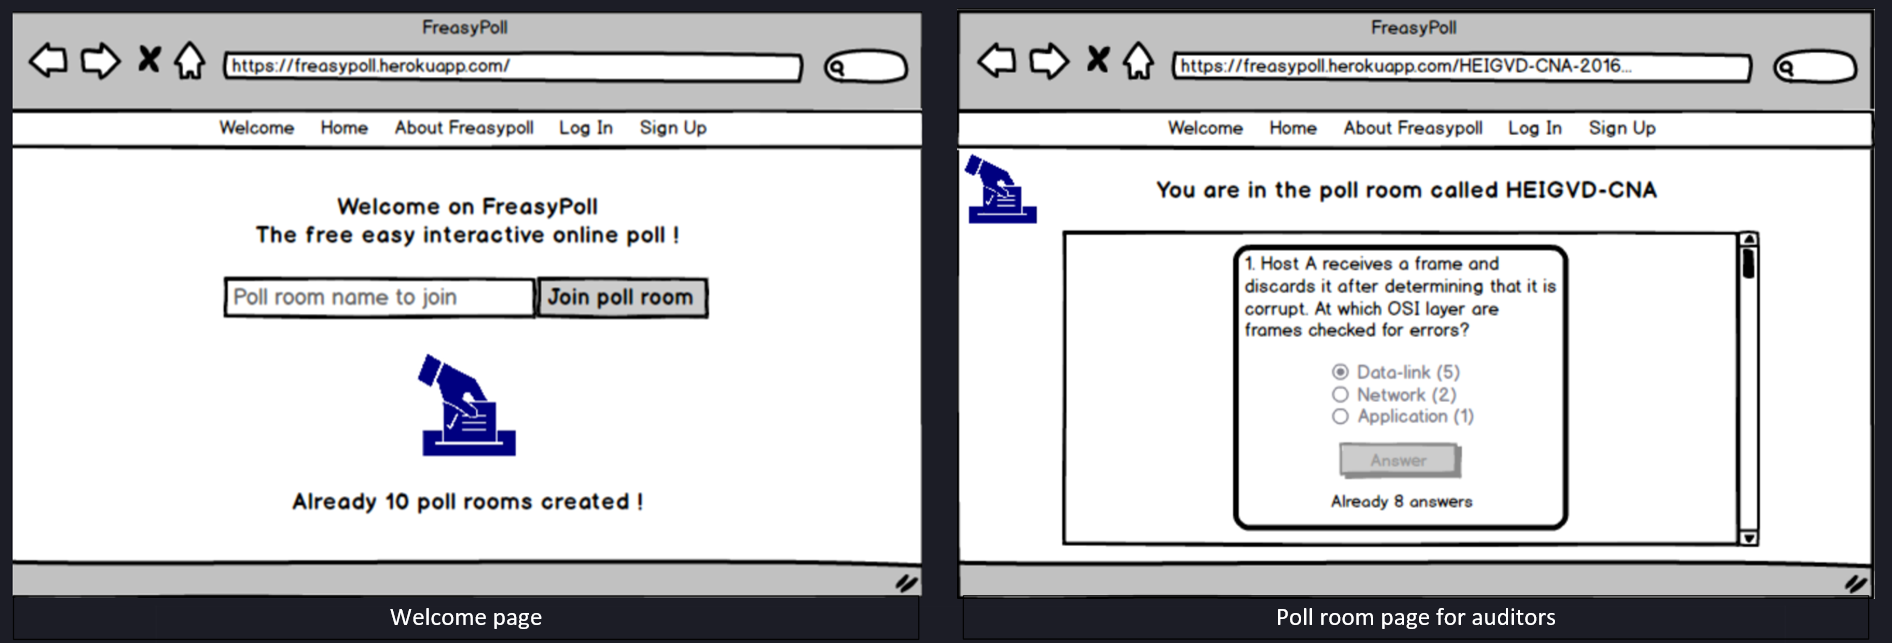 FreasyPoll
https://freasypoll.herokuapp.com/
Welcome Home About Freasypoll Log In Sign Up
Welcome on FreasyPoll
The free easy interactive online poll !
Poll room name to join Join poll room
Already 10 poll rooms created !
Welcome page
FreasyPoll
https://freasypoll.herokuapp.com/HEIGVD-CNA-2016...
Welcome Home About Freasypoll Log In Sign Up
You are in the poll room called HEIGVD-CNA
1. Host A receives a frame and
discards it after determining that it is
corrupt. At which OSI layer are
frames checked for errors?
Data-link (5)
Network (2)
Application (1)
Answer
Already 8 answers
Poll room page for auditors